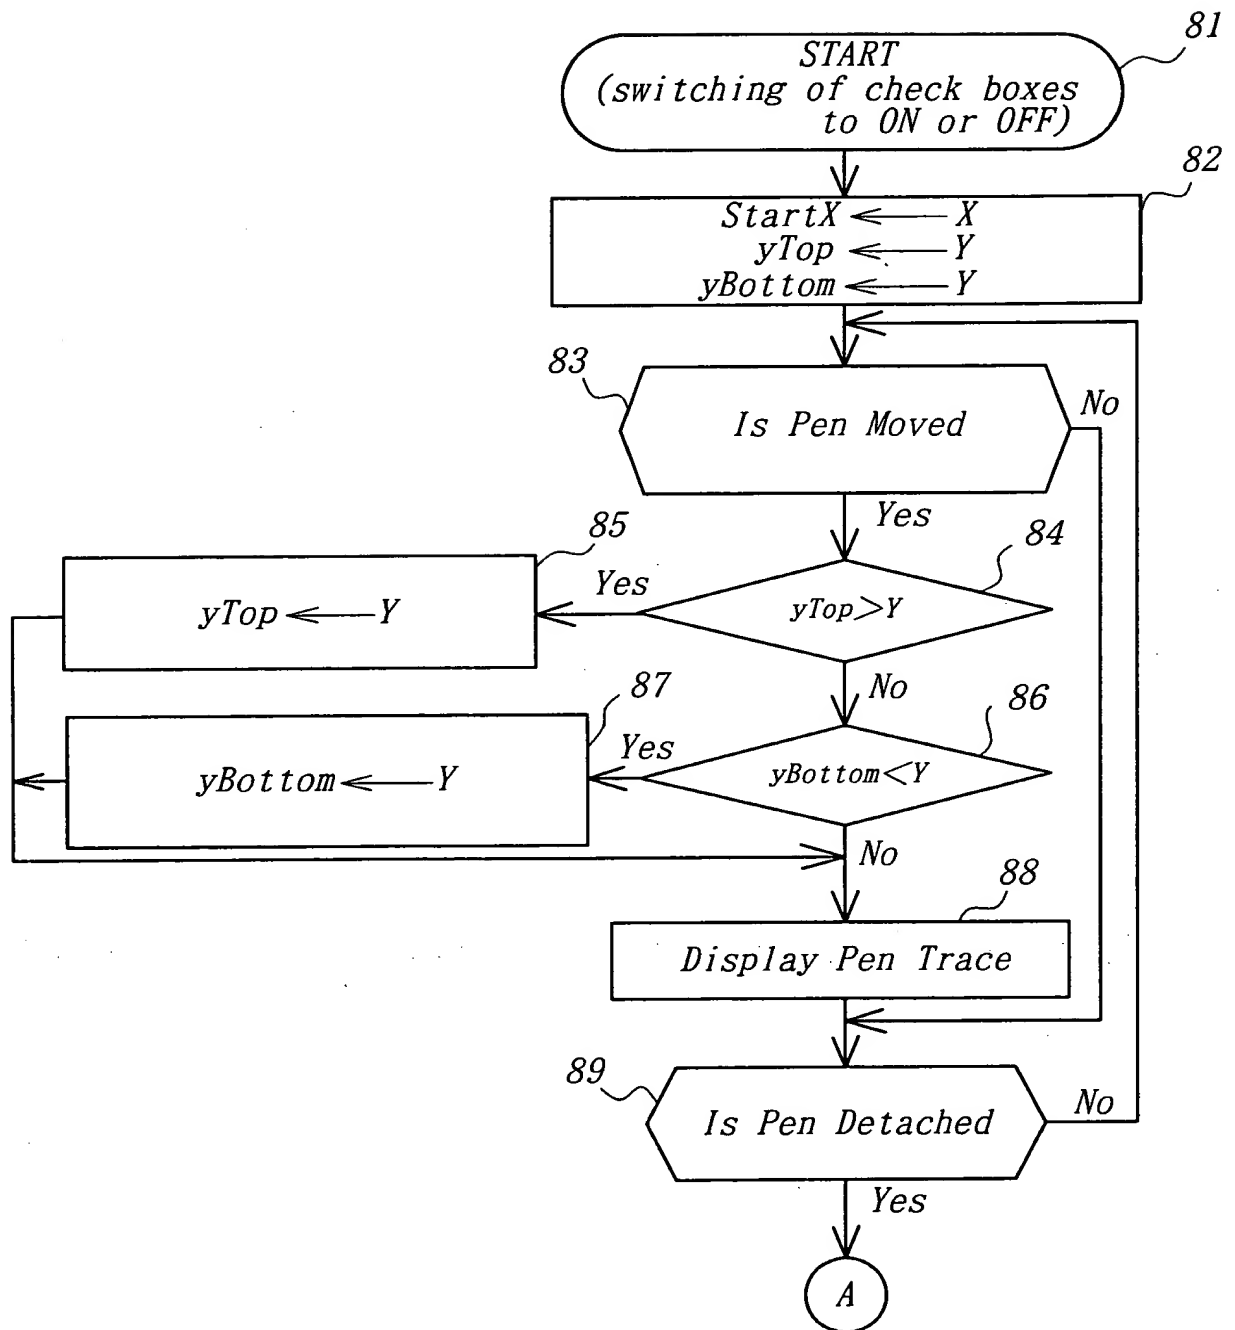 81
START
(switching of check boxes
to ON or OFF)
82
StartX ← X
yTop ← Y
yBottom ← Y
83
Is Pen Moved
No
Yes
84
85
Yes
yTop ← Y
yTop>Y
No
87
86
Yes
yBottom ← Y
yBottom<Y
No
88
Display Pen Trace
89
Is Pen Detached
No
Yes
A